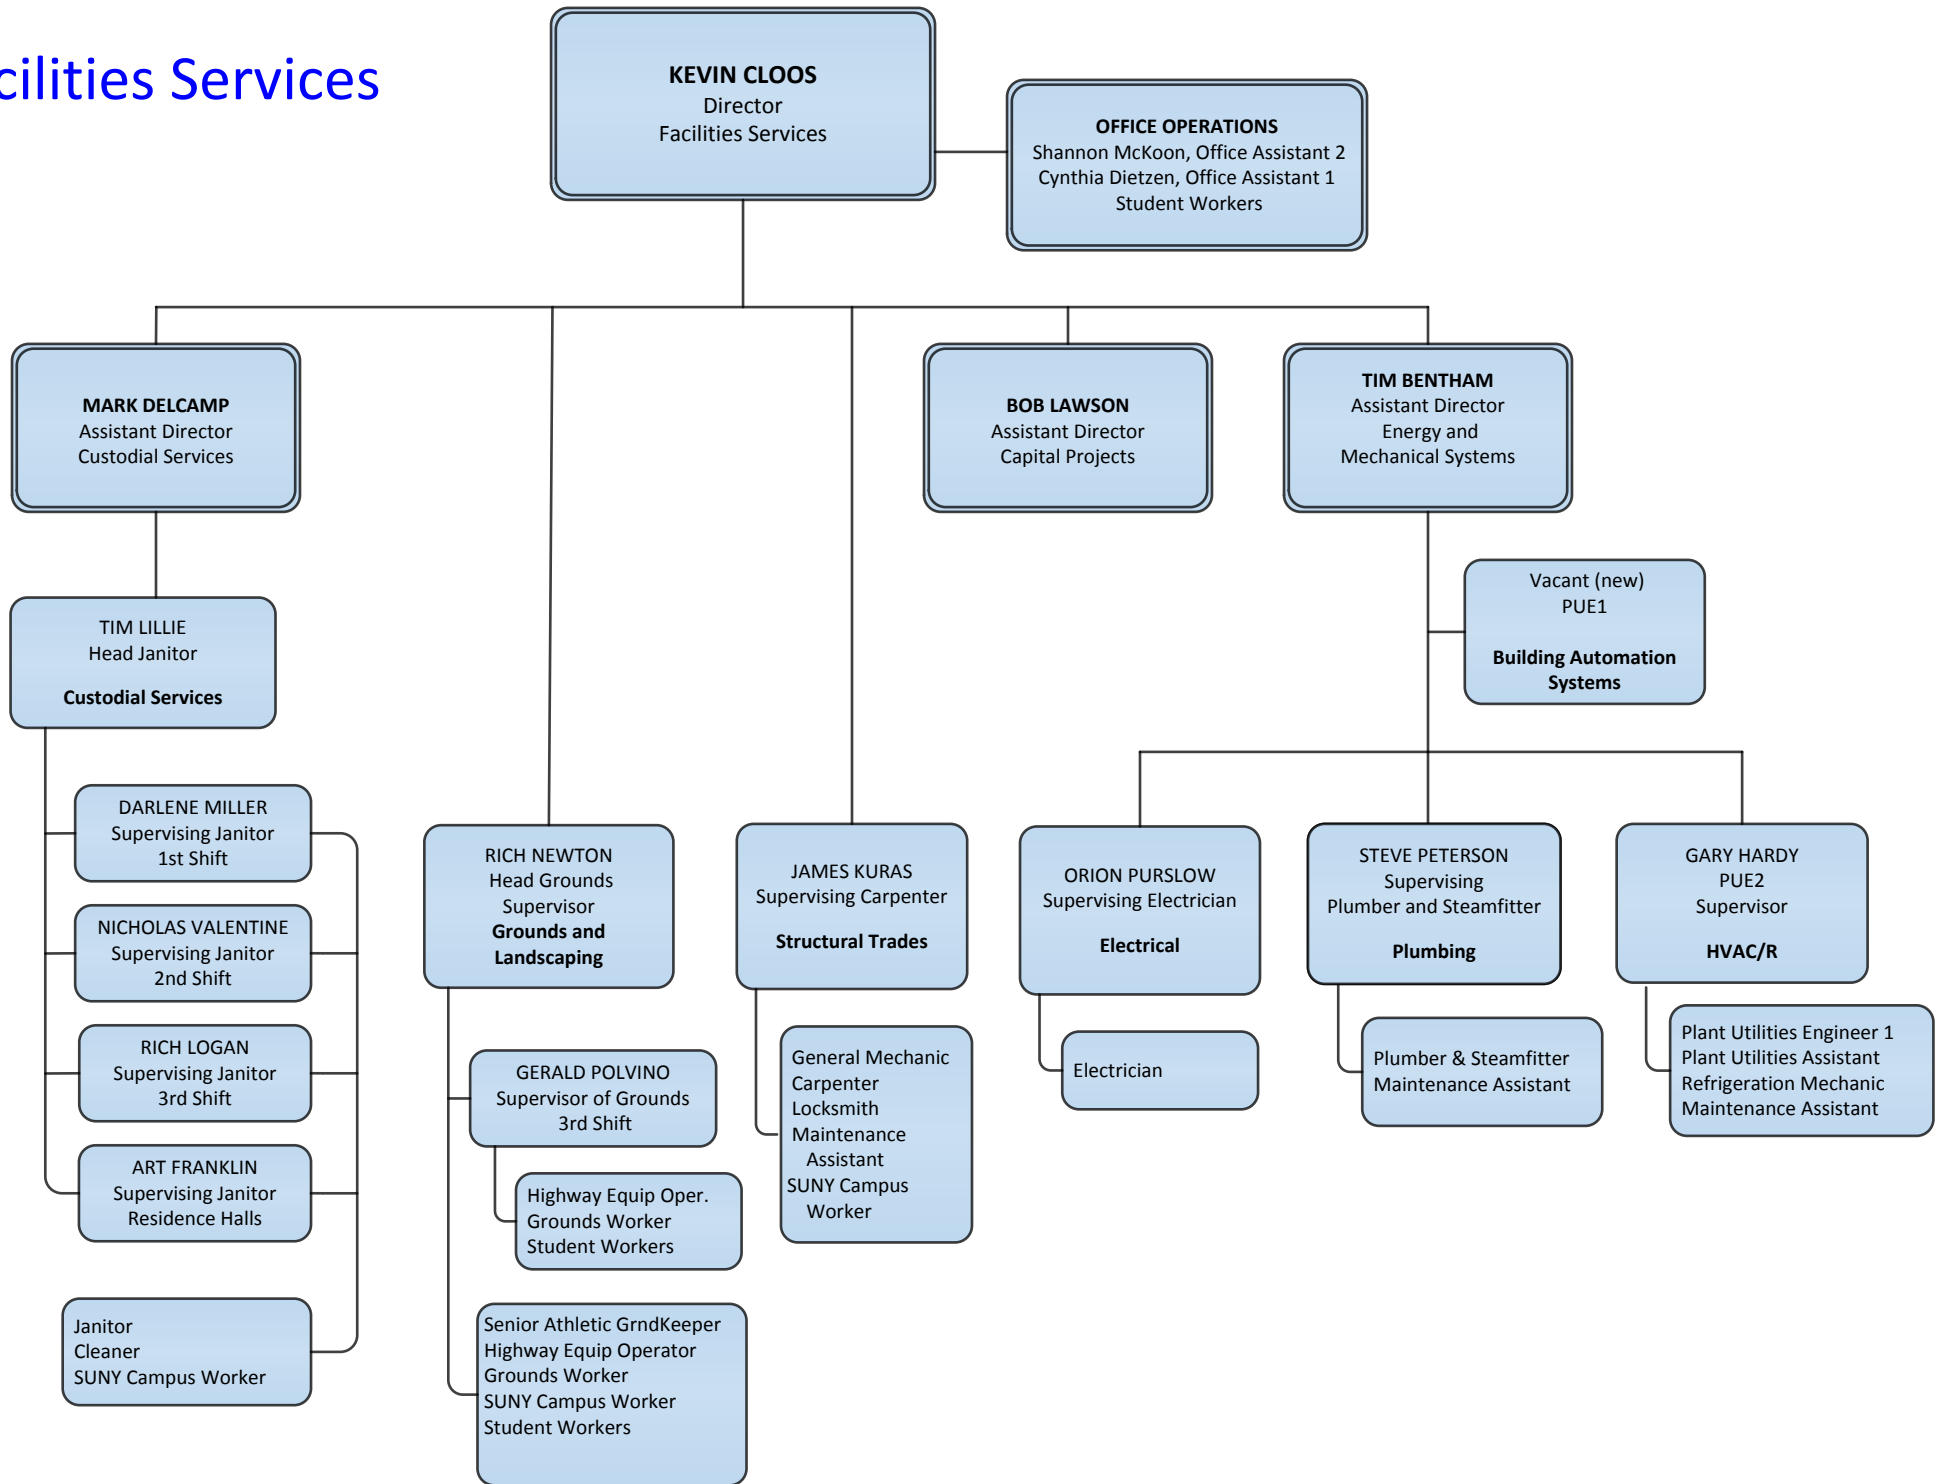 cilities Services
KEVIN CLOOS
Director
Facilities Services
OFFICE OPERATIONS
Shannon McKoon, Office Assistant 2
Cynthia Dietzen, Office Assistant 1
Student Workers
MARK DELCAMP
Assistant Director
Custodial Services
BOB LAWSON
Assistant Director
Capital Projects
TIM BENTHAM
Assistant Director
Energy and
Mechanical Systems
Vacant (new)
PUE1
Building Automation
Systems
TIM LILLIE
Head Janitor
Custodial Services
DARLENE MILLER
Supervising Janitor
1st Shift
NICHOLAS VALENTINE
Supervising Janitor
2nd Shift
RICH LOGAN
Supervising Janitor
3rd Shift
ART FRANKLIN
Supervising Janitor
Residence Halls
Janitor
Cleaner
SUNY Campus Worker
RICH NEWTON
Head Grounds
Supervisor
Grounds and
Landscaping
GERALD POLVINO
Supervisor of Grounds
3rd Shift
Highway Equip Oper.
Grounds Worker
Student Workers
Senior Athletic GrndKeeper
Highway Equip Operator
Grounds Worker
SUNY Campus Worker
Student Workers
JAMES KURAS
Supervising Carpenter
Structural Trades
General Mechanic
Carpenter
Locksmith
Maintenance
Assistant
SUNY Campus
Worker
ORION PURSLOW
Supervising Electrician
Electrical
Electrician
STEVE PETERSON
Supervising
Plumber and Steamfitter
Plumbing
Plumber & Steamfitter
Maintenance Assistant
GARY HARDY
PUE2
Supervisor
HVAC/R
Plant Utilities Engineer 1
Plant Utilities Assistant
Refrigeration Mechanic
Maintenance Assistant